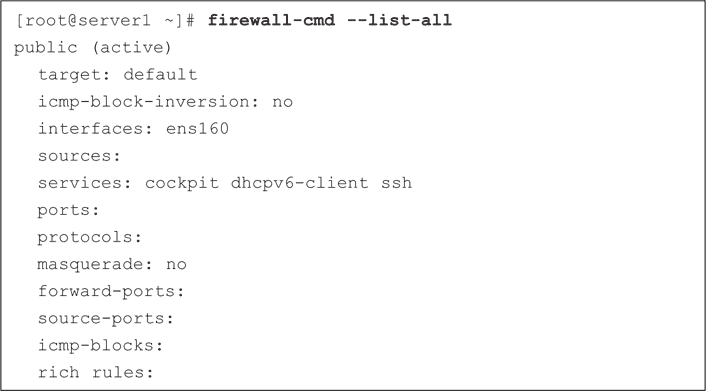 [root@server1 ~]# firewall-cmd --list-all
public (active)
target: default
icmp-block-inversion: no
interfaces: ens160
sources:
services: cockpit dhcpv6-client ssh
ports:
protocols:
masquerade: no
forward-ports:
source-ports:
icmp-blocks:
rich rules: